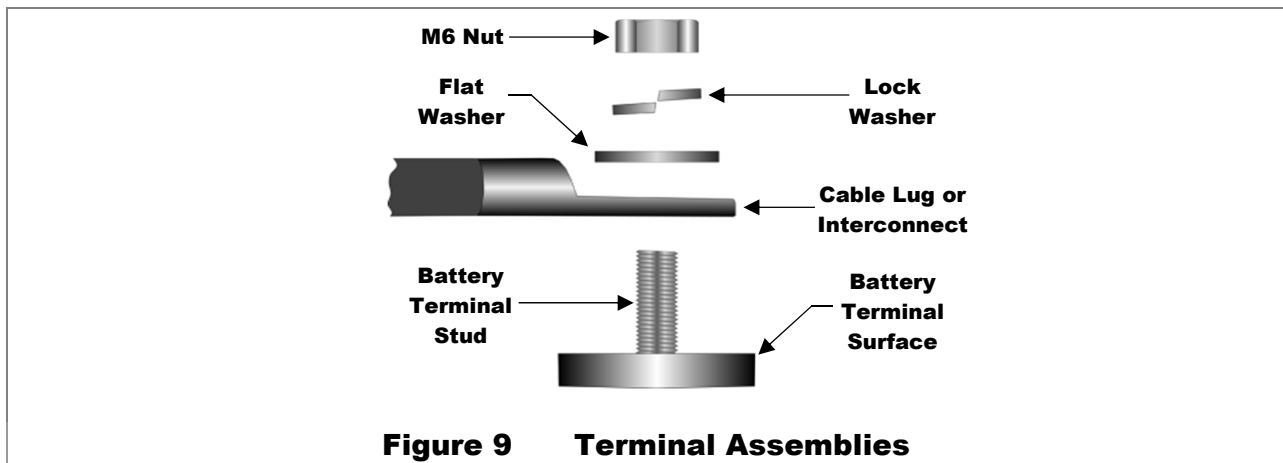 M6 Nut
Flat
Washer
Lock
Washer
Cable Lug or
Interconnect
Battery
Terminal
Stud
Battery
Terminal
Surface
Figure 9 Terminal Assemblies